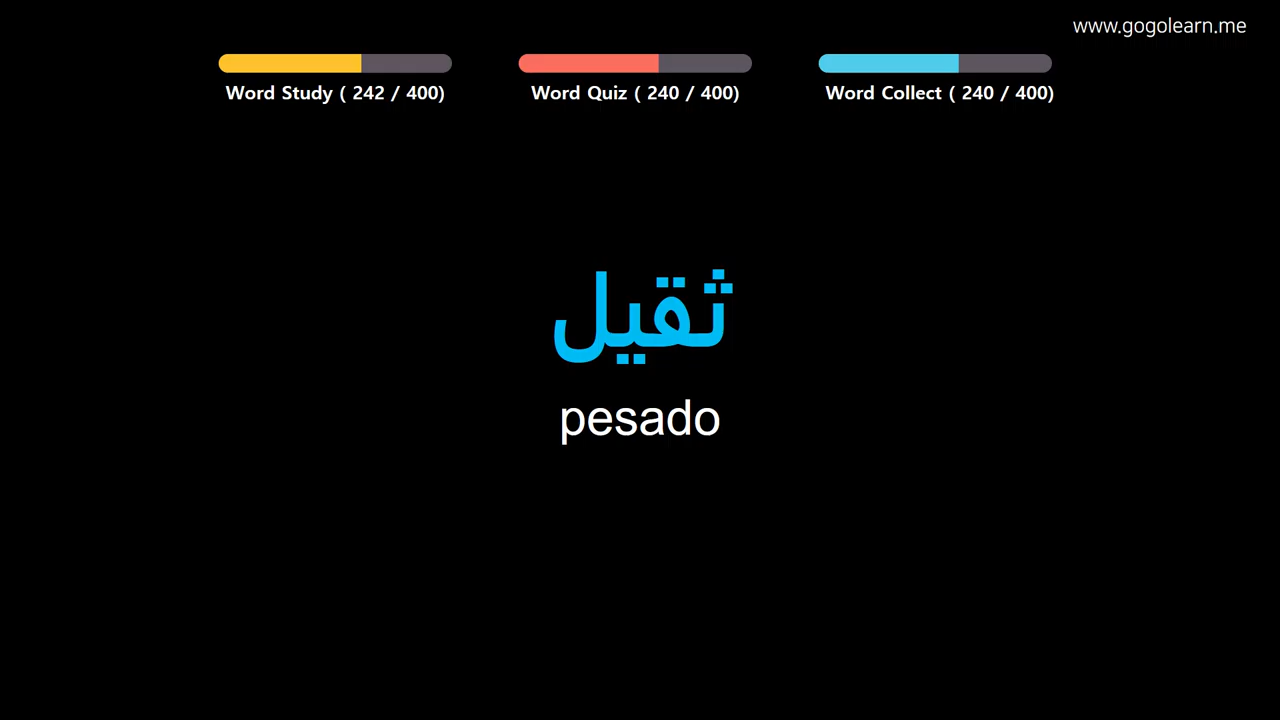 www.gogolearn.me
Word Study ( 242 / 400)
Word Quiz ( 240 / 400)
Word Collect ( 240 / 400)
ثقيل
pesado